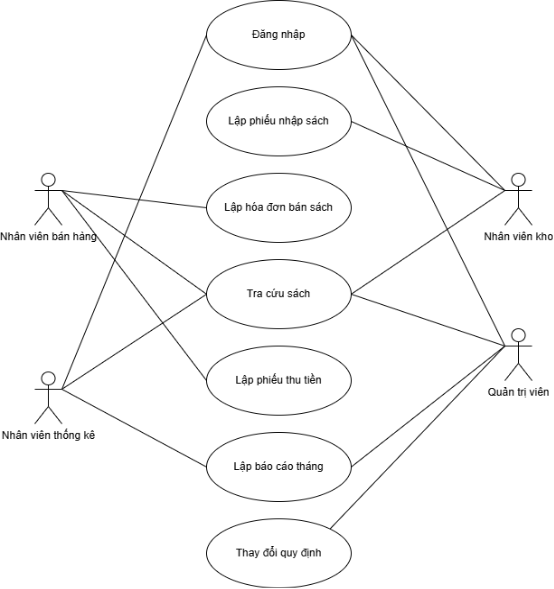 Đăng nhập
Lập phiếu nhập sách
Lập hóa đơn bán sách
Nhân viên bán hàng
Nhân viên kho
Tra cứu sách
Lập phiếu thu tiền
Quản trị viên
Nhân viên thống kê
Lập báo cáo tháng
Thay đổi quy định